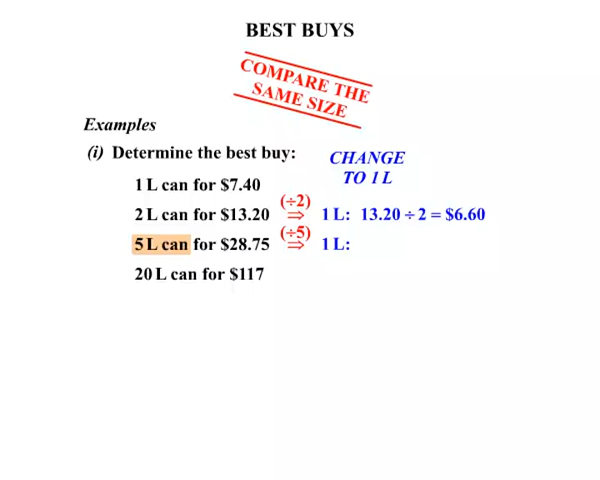 BEST BUYS
COMPARE THE
SAME SIZE
Examples
(i) Determine the best buy:
CHANGE
TO 1 L
1 L can for $7.40
(÷2)
2 L can for $13.20 ⇒ 1 L: 13.20 ÷ 2 = $6.60
(÷5)
5 L can for $28.75 ⇒ 1 L:
20 L can for $117